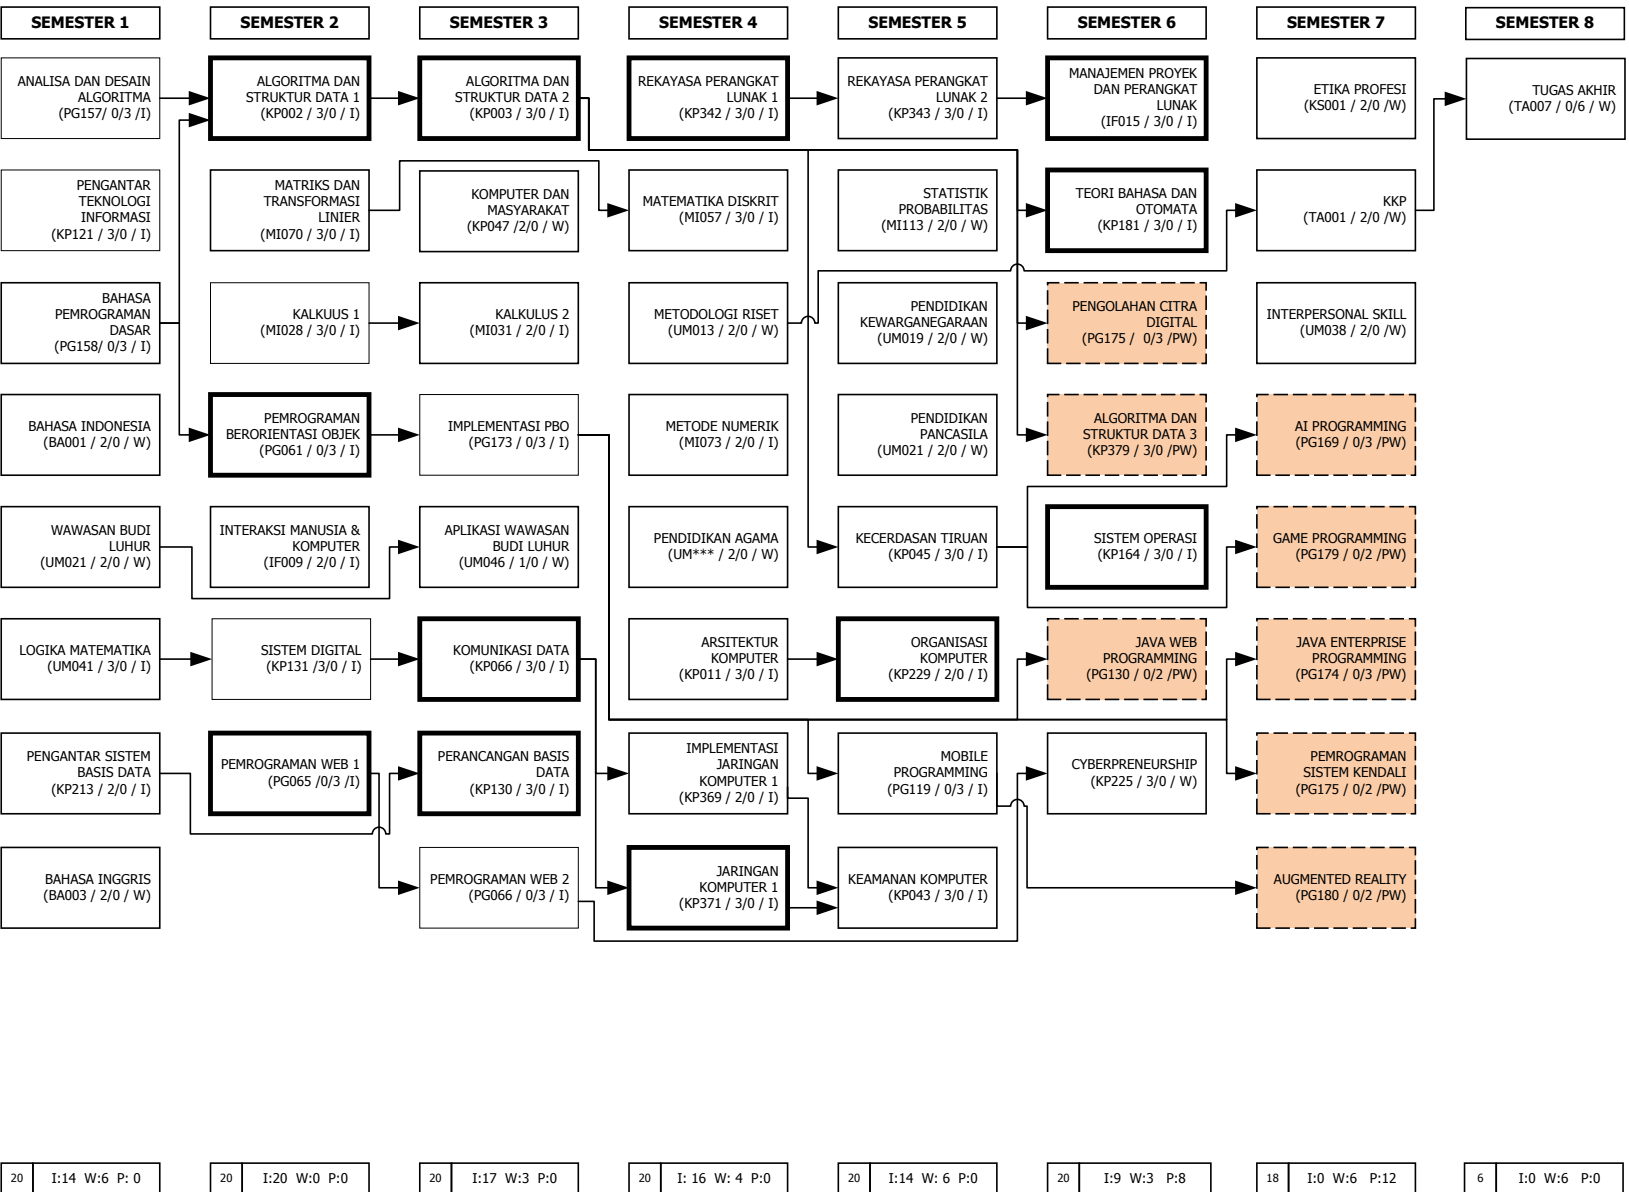 SEMESTER 1
SEMESTER 2
SEMESTER 3
SEMESTER 4
SEMESTER 5
SEMESTER 6
SEMESTER 7
SEMESTER 8
ANALISA DAN DESAIN
ALGORITMA
(PG157/ 0/3 /I)
ALGORITMA DAN
STRUKTUR DATA 1
(KP002 / 3/0 / I)
ALGORITMA DAN
STRUKTUR DATA 2
(KP003 / 3/0 / I)
REKAYASA PERANGKAT
LUNAK 1
(KP342 / 3/0 / I)
REKAYASA PERANGKAT
LUNAK 2
(KP343 / 3/0 / I)
MANAJEMEN PROYEK
DAN PERANGKAT
LUNAK
(IF015 / 3/0 / I)
ETIKA PROFESI
(KS001 / 2/0 /W)
TUGAS AKHIR
(TA007 / 0/6 / W)
PENGANTAR
TEKNOLOGI
INFORMASI
(KP121 / 3/0 / I)
MATRIKS DAN
TRANSFORMASI
LINIER
(MI070 / 3/0 / I)
KOMPUTER DAN
MASYARAKAT
(KP047 /2/0 / W)
MATEMATIKA DISKRIT
(MI057 / 3/0 / I)
STATISTIK
PROBABILITAS
(MI113 / 2/0 / W)
TEORI BAHASA DAN
OTOMATA
(KP181 / 3/0 / I)
KKP
(TA001 / 2/0 /W)
BAHASA
PEMROGRAMAN
DASAR
(PG158/ 0/3 / I)
KALKUUS 1
(MI028 / 3/0 / I)
KALKULUS 2
(MI031 / 2/0 / I)
METODOLOGI RISET
(UM013 / 2/0 / W)
PENDIDIKAN
KEWARGANEGARAAN
(UM019 / 2/0 / W)
PENGOLAHAN CITRA
DIGITAL
(PG175 /  0/3 /PW)
INTERPERSONAL SKILL
(UM038 / 2/0 /W)
BAHASA INDONESIA
(BA001 / 2/0 / W)
PEMROGRAMAN
BERORIENTASI OBJEK
(PG061 / 0/3 / I)
IMPLEMENTASI PBO
(PG173 / 0/3 / I)
METODE NUMERIK
(MI073 / 2/0 / I)
PENDIDIKAN
PANCASILA
(UM021 / 2/0 / W)
ALGORITMA DAN
STRUKTUR DATA 3
(KP379 / 3/0 /PW)
AI PROGRAMMING
(PG169 / 0/3 /PW)
WAWASAN BUDI
LUHUR
(UM021 / 2/0 / W)
INTERAKSI MANUSIA &
KOMPUTER
(IF009 / 2/0 / I)
APLIKASI WAWASAN
BUDI LUHUR
(UM046 / 1/0 / W)
PENDIDIKAN AGAMA
(UM*** / 2/0 / W)
KECERDASAN TIRUAN
(KP045 / 3/0 / I)
SISTEM OPERASI
(KP164 / 3/0 / I)
GAME PROGRAMMING
(PG179 / 0/2 /PW)
LOGIKA MATEMATIKA
(UM041 / 3/0 / I)
SISTEM DIGITAL
(KP131 /3/0 / I)
KOMUNIKASI DATA
(KP066 / 3/0 / I)
ARSITEKTUR
KOMPUTER
(KP011 / 3/0 / I)
ORGANISASI
KOMPUTER
(KP229 / 2/0 / I)
JAVA WEB
PROGRAMMING
(PG130 / 0/2 /PW)
JAVA ENTERPRISE
PROGRAMMING
(PG174 / 0/3 /PW)
PENGANTAR SISTEM
BASIS DATA
(KP213 / 2/0 / I)
PEMROGRAMAN WEB 1
(PG065 /0/3 /I)
PERANCANGAN BASIS
DATA
(KP130 / 3/0 / I)
IMPLEMENTASI
JARINGAN
KOMPUTER 1
(KP369 / 2/0 / I)
MOBILE
PROGRAMMING
(PG119 / 0/3 / I)
CYBERPRENEURSHIP
(KP225 / 3/0 / W)
PEMROGRAMAN
SISTEM KENDALI
(PG175 / 0/2 /PW)
BAHASA INGGRIS
(BA003 / 2/0 / W)
PEMROGRAMAN WEB 2
(PG066 / 0/3 / I)
JARINGAN
KOMPUTER 1
(KP371 / 3/0 / I)
KEAMANAN KOMPUTER
(KP043 / 3/0 / I)
AUGMENTED REALITY
(PG180 / 0/2 /PW)
20 I:14 W:6 P: 0
20 I:20 W:0 P:0
20 I:17 W:3 P:0
20 I: 16 W: 4 P:0
20 I:14 W: 6 P:0
20 I:9 W:3 P:8
18 I:0 W:6 P:12
6 I:0 W:6 P:0